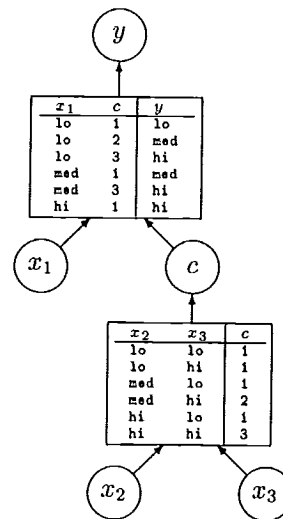 y
x₁ c y
lo 1 lo
lo 2 med
lo 3 hi
med 1 med
med 3 hi
hi 1 hi
x₁ c
x₂ x₃ c
lo lo 1
lo hi 1
med lo 1
med hi 2
hi lo 1
hi hi 3
x₂ x₃